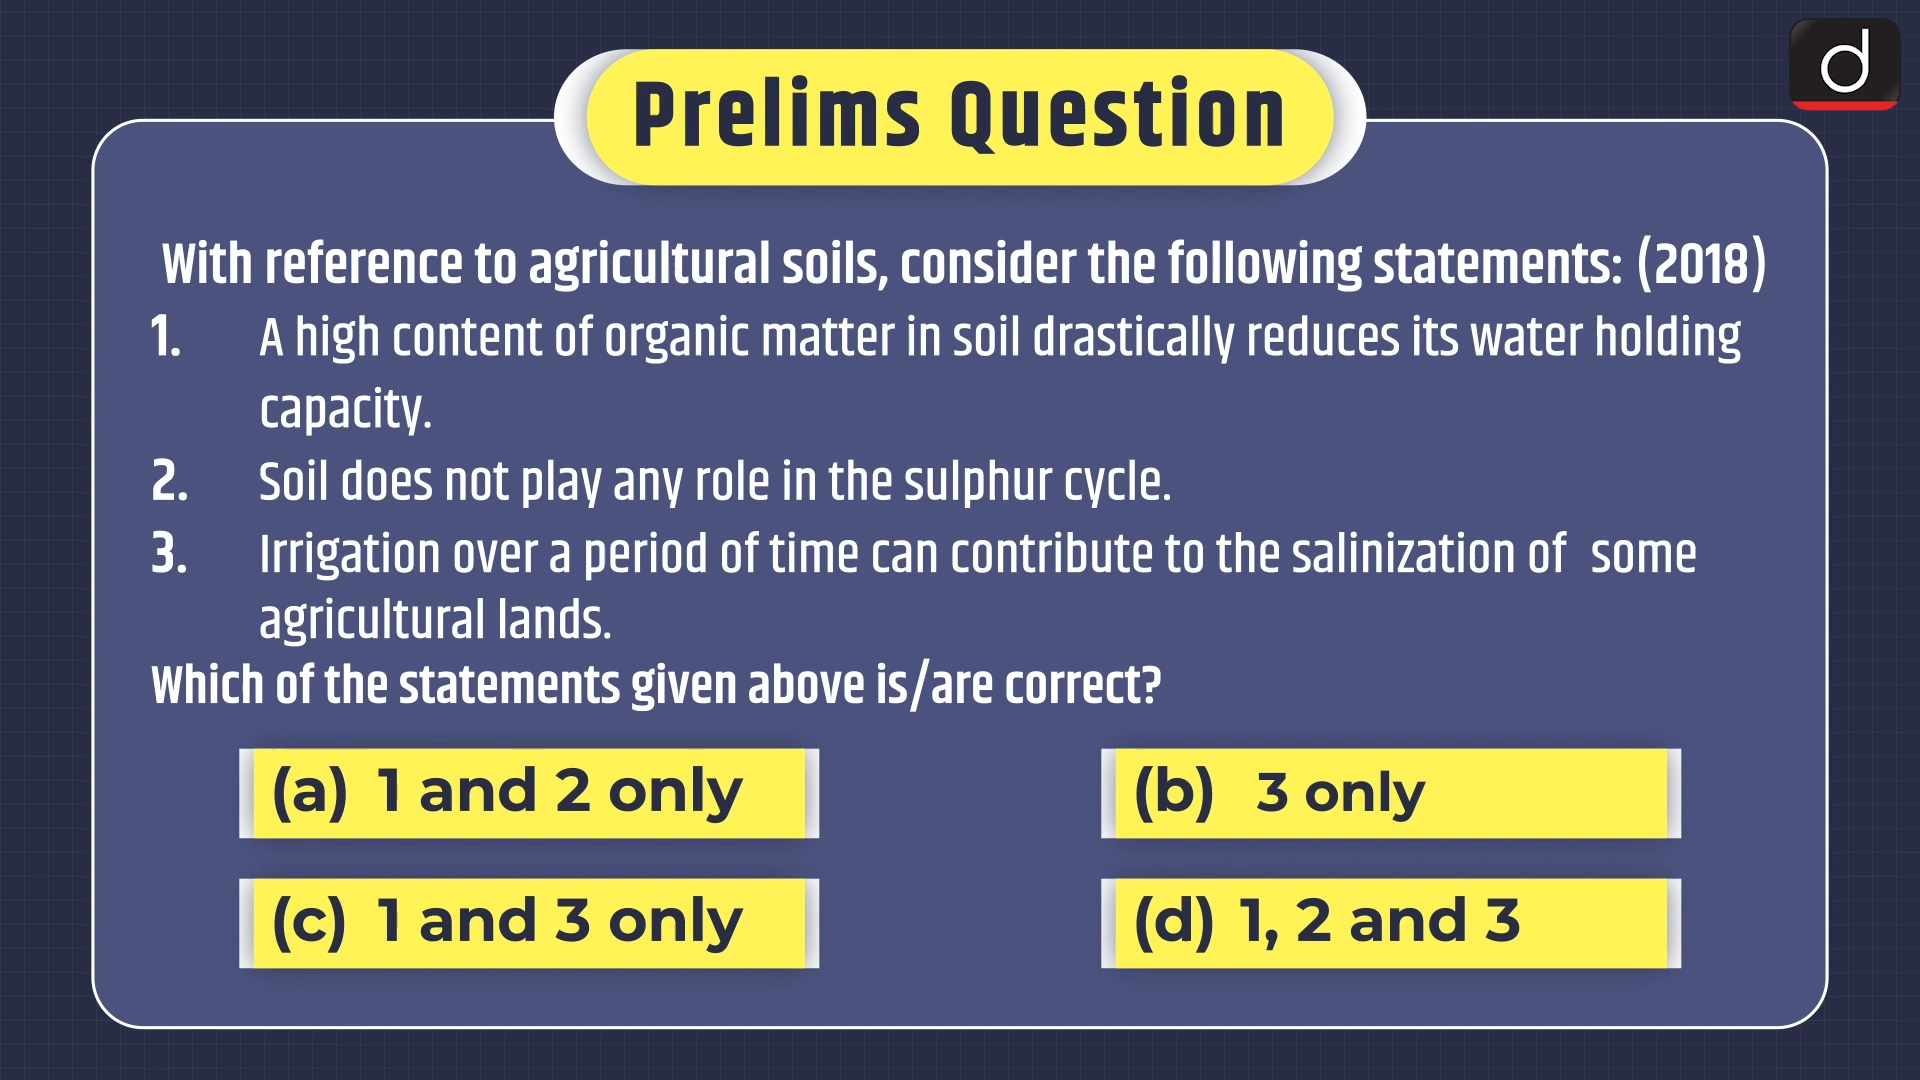 d
Prelims Question
With reference to agricultural soils, consider the following statements: (2018)
1. A high content of organic matter in soil drastically reduces its water holding
capacity.
2. Soil does not play any role in the sulphur cycle.
3. Irrigation over a period of time can contribute to the salinization of some
agricultural lands.
Which of the statements given above is/are correct?
(a) 1 and 2 only
(b) 3 only
(c) 1 and 3 only
(d) 1, 2 and 3